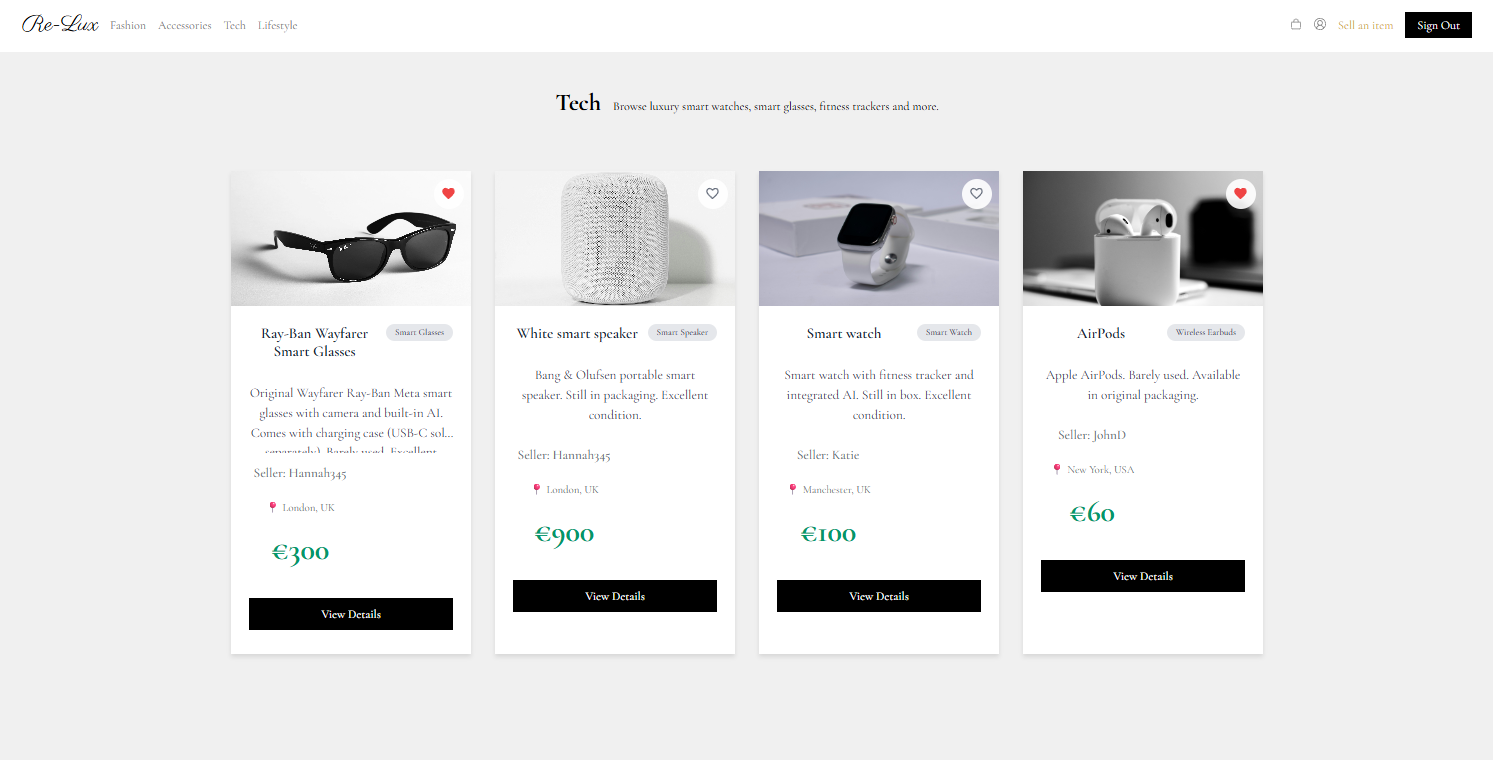 Re-Lux Fashion Accessories Tech Lifestyle Sell an item Sign Out
Tech Browse luxury smart watches, smart glasses, fitness trackers and more.
Ray-Ban
Ray-Ban Wayfarer Smart Glasses
Smart Glasses
Original Wayfarer Ray-Ban Meta smart
glasses with camera and built-in AI.
Comes with charging case (USB-C sol...
separately). Barely used. Excellent
Seller: Hannah345
London, UK
€300
View Details
White smart speaker
Smart Speaker
Bang & Olufsen portable smart
speaker. Still in packaging. Excellent
condition.
Seller: Hannah345
London, UK
€900
View Details
Smart watch
Smart Watch
Smart watch with fitness tracker and
integrated AI. Still in box. Excellent
condition.
Seller: Katie
Manchester, UK
€100
View Details
AirPods
Wireless Earbuds
Apple AirPods. Barely used. Available
in original packaging.
Seller: JohnD
New York, USA
€60
View Details